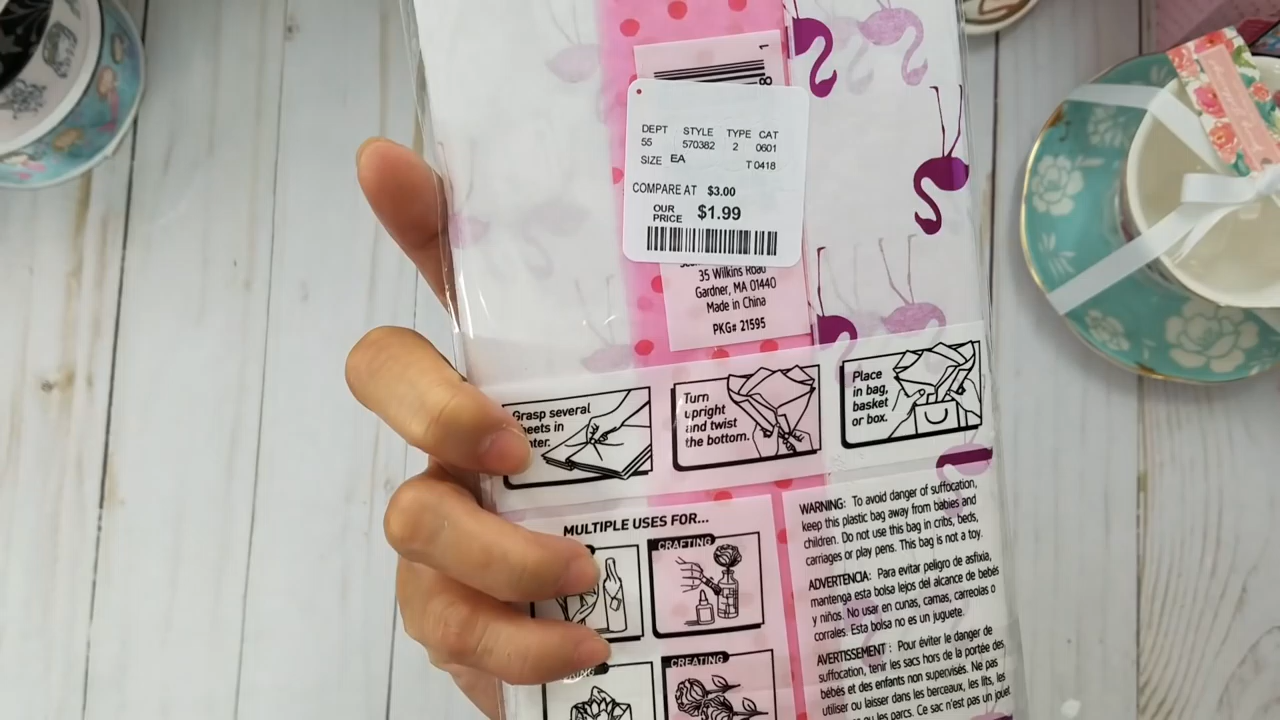 1
8
DEPT STYLE TYPE CAT
55 570382 2 0601
SIZE EA T 0418
COMPARE AT $3.00
OUR PRICE $1.99
35 Wilkins Road
Gardner, MA 01440
Made in China
PKG# 21595
Grasp several
in
Turn
upright
and twist
the bottom.
Place
in bag,
basket
or box.
MULTIPLE USES FOR...
CRAFTING
CREATING
WARNING: To avoid danger of suffocation,
keep this plastic bag away from babies and
children. Do not use this bag in cribs, beds,
carriages or play pens. This bag is not a toy.
ADVERTENCIA: Para evitar peligro de asfixia,
mantenga esta bolsa lejos del alcance de bebés
y niños. No usar en cunas, camas, carreolas o
corrales. Esta bolsa no es un juguete.
AVERTISSEMENT : Pour éviter le danger de
suffocation, tenir les sacs hors de la portée des
bébés et des enfants non supervisés. Ne pas
utiliser ou laisser dans les berceaux, les lits, les
ou les parcs. Ce sac n'est pas un jouet